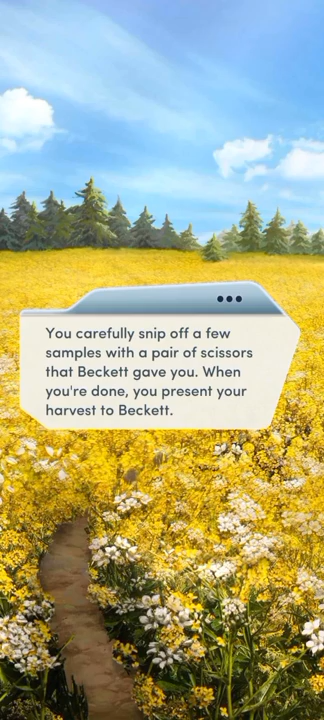 You carefully snip off a few
samples with a pair of scissors
that Beckett gave you. When
you're done, you present your
harvest to Beckett.